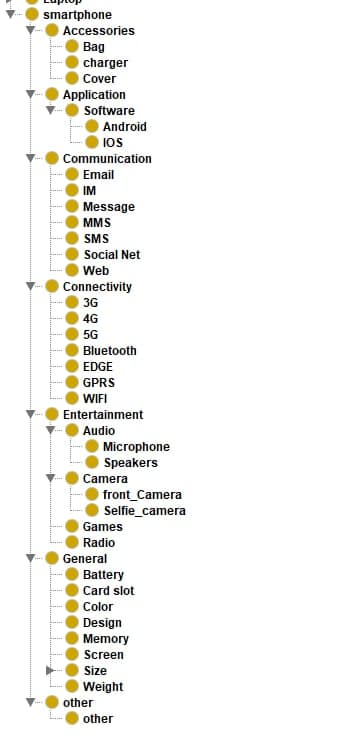 Laptop
smartphone
Accessories
Bag
charger
Cover
Application
Software
Android
IOS
Communication
Email
IM
Message
MMS
SMS
Social Net
Web
Connectivity
3G
4G
5G
Bluetooth
EDGE
GPRS
WIFI
Entertainment
Audio
Microphone
Speakers
Camera
front_Camera
Selfie_camera
Games
Radio
General
Battery
Card slot
Color
Design
Memory
Screen
Size
Weight
other
other